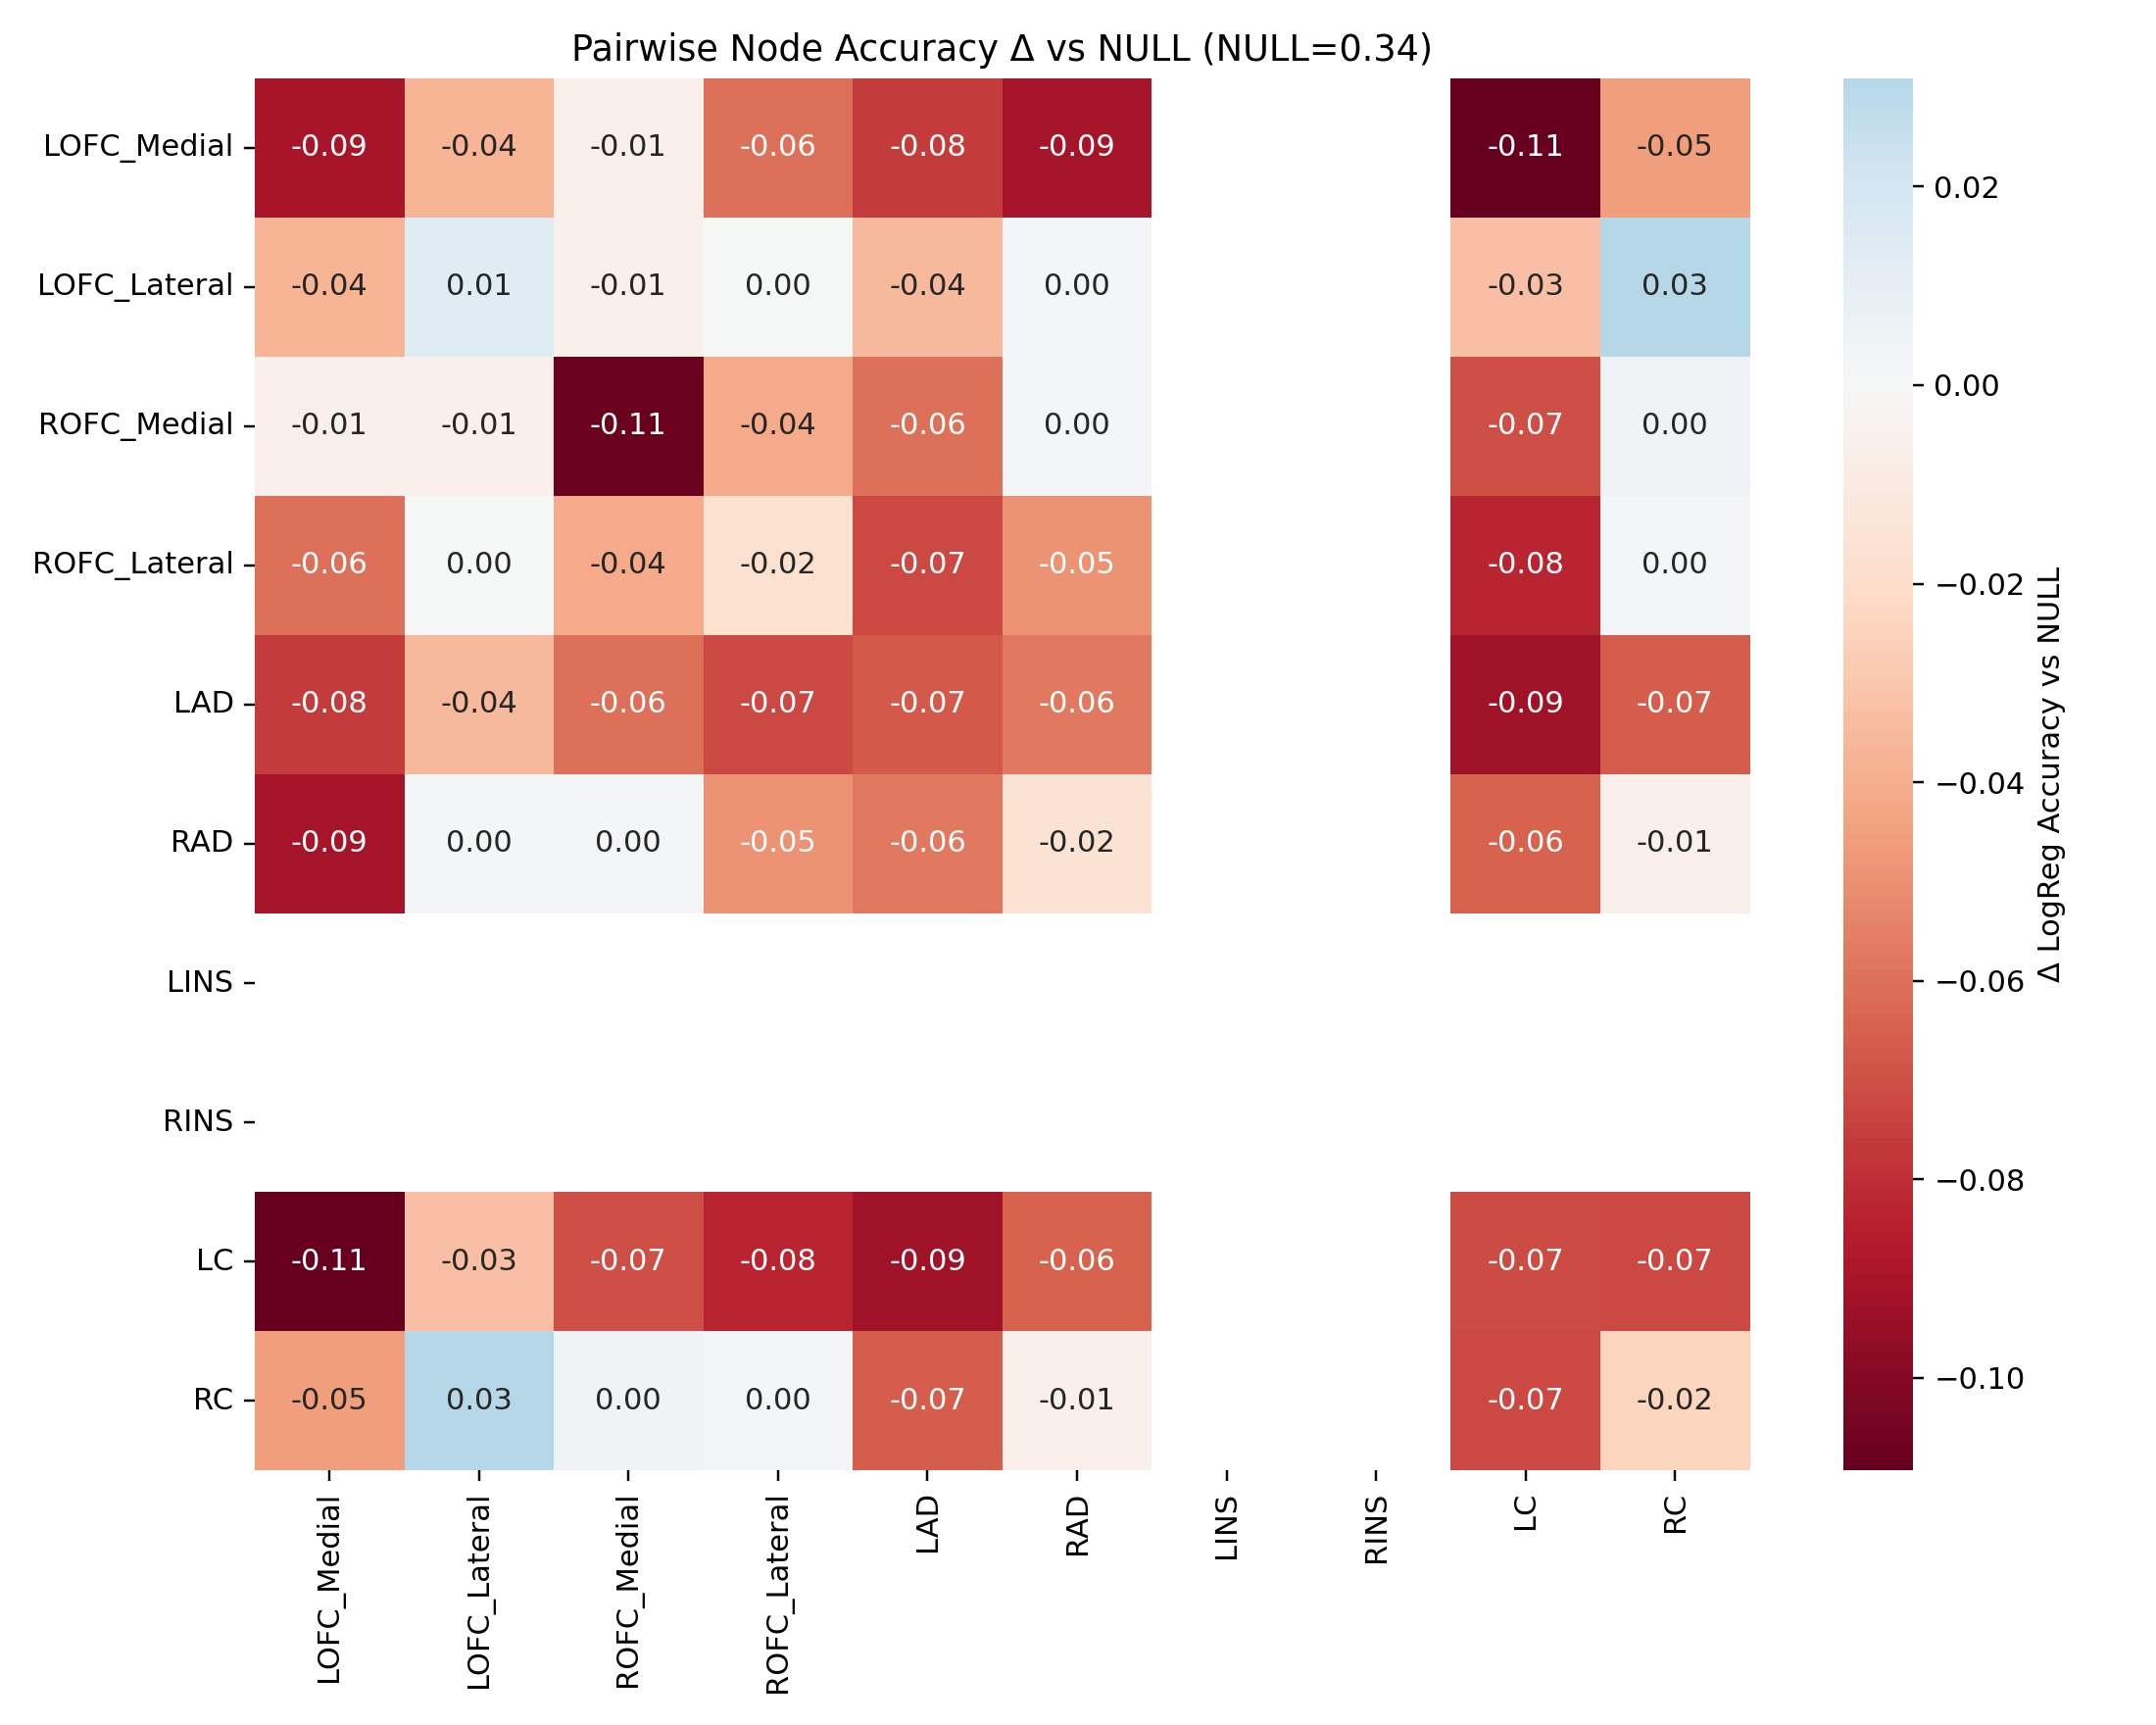 Pairwise Node Accuracy Δ vs NULL (NULL=0.34)
LOFC_Medial -0.09 -0.04 -0.01 -0.06 -0.08 -0.09 -0.11 -0.05
LOFC_Lateral -0.04 0.01 -0.01 0.00 -0.04 0.00 -0.03 0.03
ROFC_Medial -0.01 -0.01 -0.11 -0.04 -0.06 0.00 -0.07 0.00
ROFC_Lateral -0.06 0.00 -0.04 -0.02 -0.07 -0.05 -0.08 0.00
LAD -0.08 -0.04 -0.06 -0.07 -0.07 -0.06 -0.09 -0.07
RAD -0.09 0.00 0.00 -0.05 -0.06 -0.02 -0.06 -0.01
LINS
RINS
LC -0.11 -0.03 -0.07 -0.08 -0.09 -0.06 -0.07 -0.07
RC -0.05 0.03 0.00 0.00 -0.07 -0.01 -0.07 -0.02
LOFC_Medial LOFC_Lateral ROFC_Medial ROFC_Lateral LAD RAD LINS RINS LC RC
0.02
0.00
−0.02
−0.04
−0.06
−0.08
−0.10
Δ LogReg Accuracy vs NULL